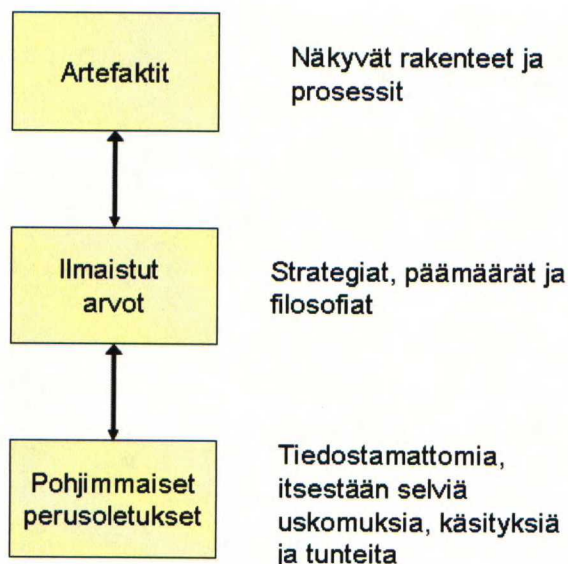 Artefaktit
Näkyvät rakenteet ja
prosessit
Ilmaistut
arvot
Strategiat, päämäärät ja
filosofiat
Pohjimmaiset
perusoletukset
Tiedostamattomia,
itsestään selviä
uskomuksia, käsityksiä
ja tunteita